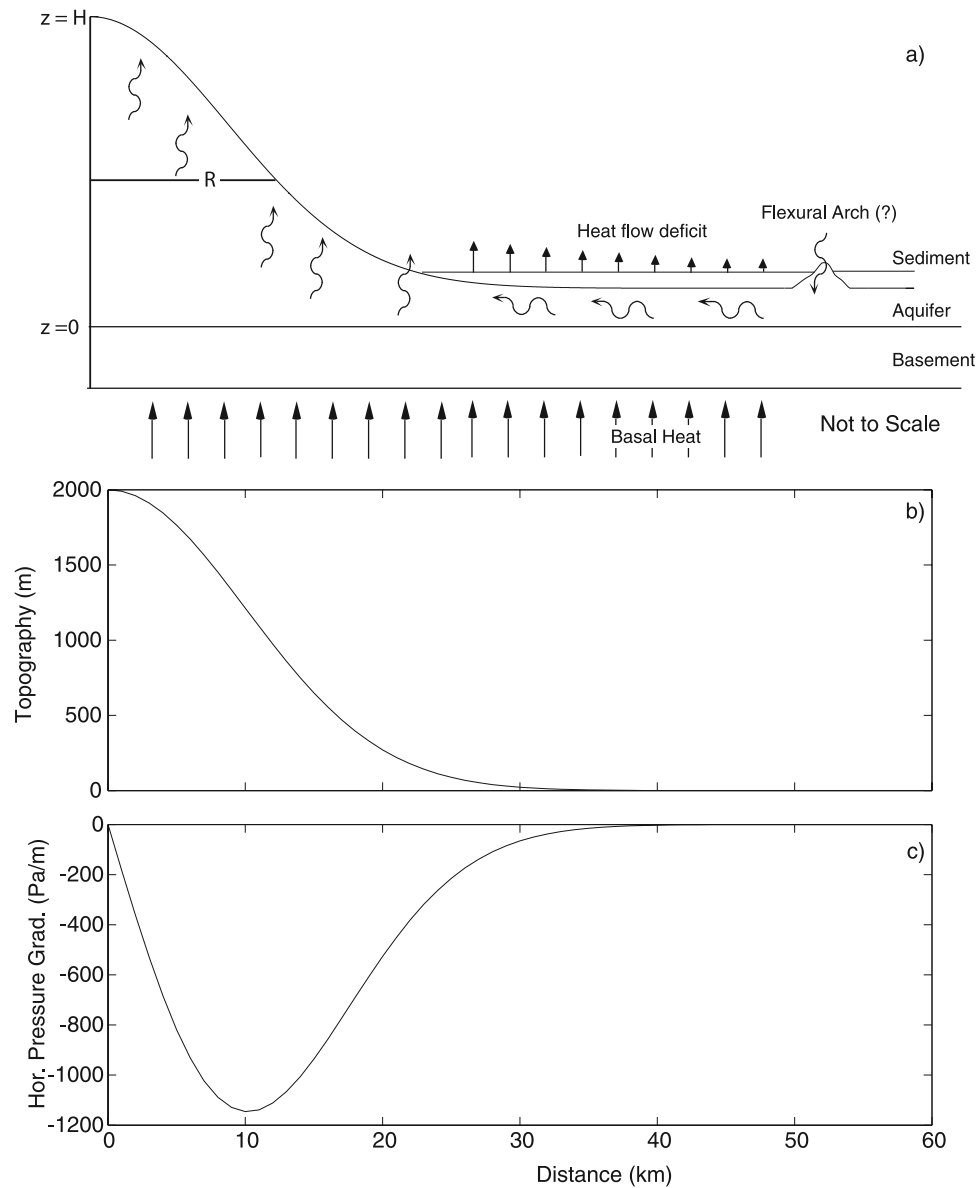 z = H
a)
R
Flexural Arch (?)
Heat flow deficit
Sediment
Aquifer
z =0
Basement
Not to Scale
Basal Heat
2000
b)
1500
Topography (m)
1000
500
0
0
c)
-200
Hor. Pressure Grad. (Pa/m)
-400
-600
-800
-1000
-1200
0
10
20
30
40
50
60
Distance (km)